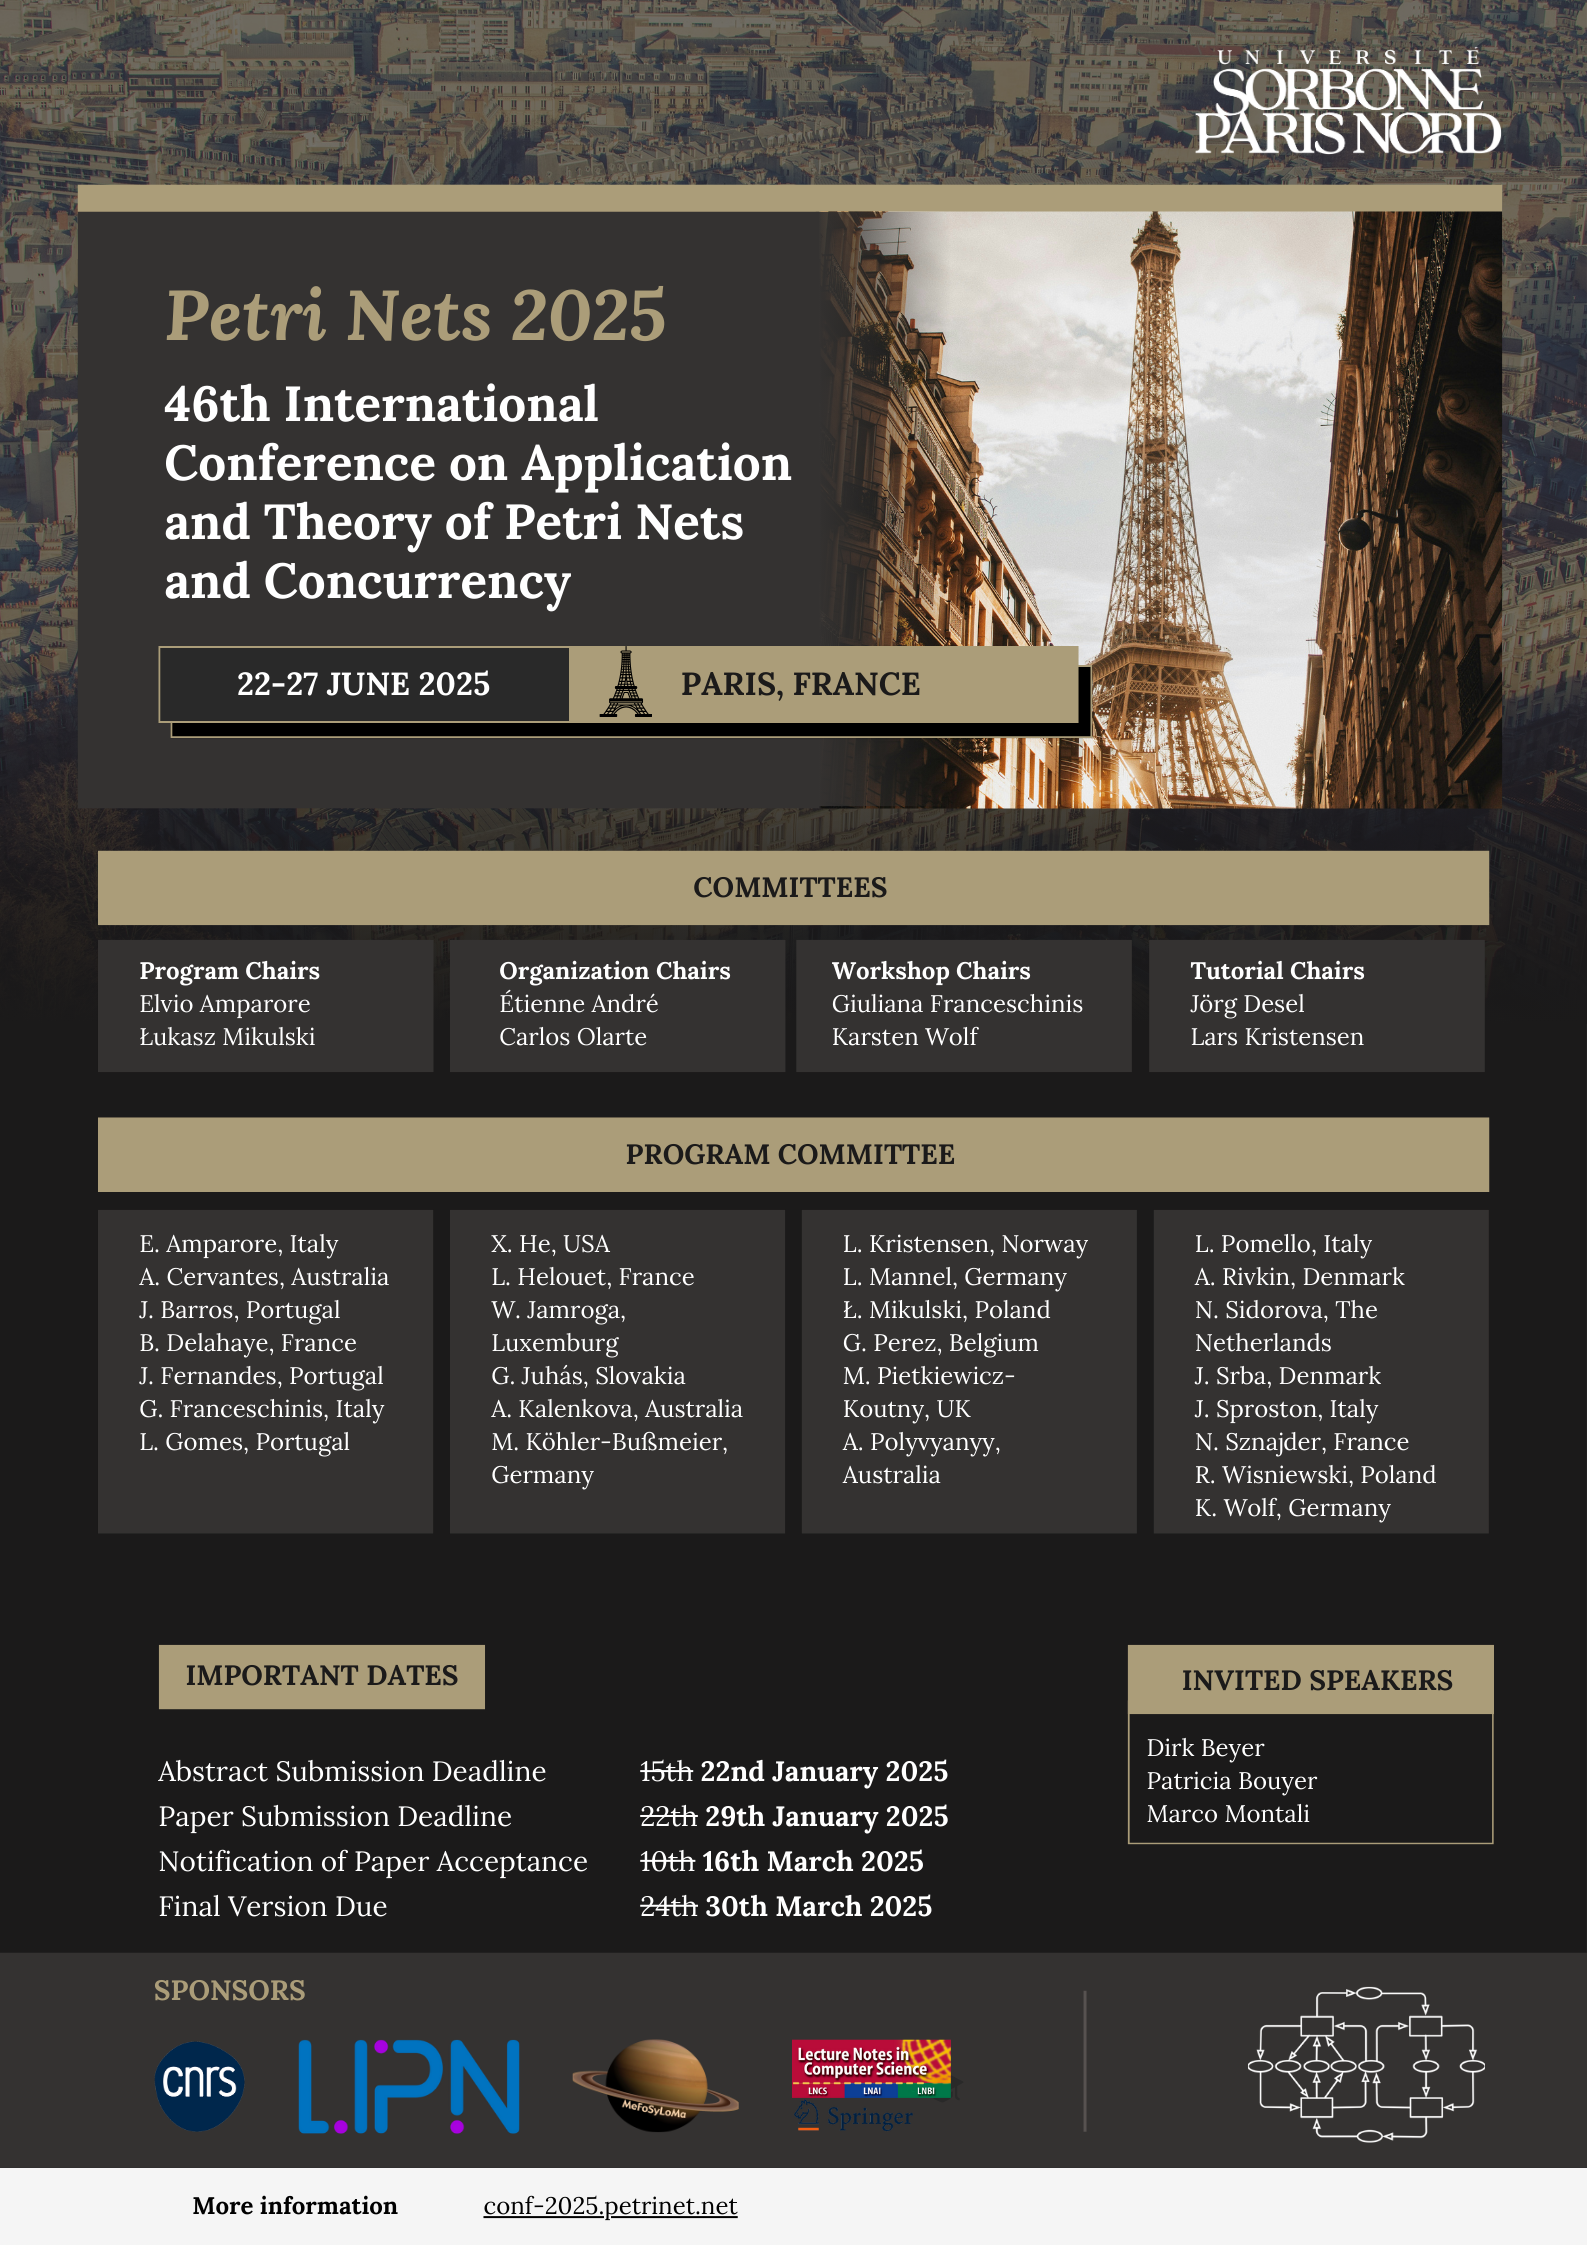 UNIVERSITÉ
SORBONNE
PARIS NORD
Petri Nets 2025
46th International
Conference on Application
and Theory of Petri Nets
and Concurrency
22-27 JUNE 2025
PARIS, FRANCE
COMMITTEES
Program Chairs
Elvio Amparore
Łukasz Mikulski
Organization Chairs
Étienne André
Carlos Olarte
Workshop Chairs
Giuliana Franceschinis
Karsten Wolf
Tutorial Chairs
Jörg Desel
Lars Kristensen
PROGRAM COMMITTEE
E. Amparore, Italy
A. Cervantes, Australia
J. Barros, Portugal
B. Delahaye, France
J. Fernandes, Portugal
G. Franceschinis, Italy
L. Gomes, Portugal
X. He, USA
L. Helouet, France
W. Jamroga,
Luxemburg
G. Juhás, Slovakia
A. Kalenkova, Australia
M. Köhler-Bußmeier,
Germany
L. Kristensen, Norway
L. Mannel, Germany
Ł. Mikulski, Poland
G. Perez, Belgium
M. Pietkiewicz-
Koutny, UK
A. Polyvyanyy,
Australia
L. Pomello, Italy
A. Rivkin, Denmark
N. Sidorova, The
Netherlands
J. Srba, Denmark
J. Sproston, Italy
N. Sznajder, France
R. Wisniewski, Poland
K. Wolf, Germany
IMPORTANT DATES
Abstract Submission Deadline 15th 22nd January 2025
Paper Submission Deadline 22th 29th January 2025
Notification of Paper Acceptance 10th 16th March 2025
Final Version Due 24th 30th March 2025
INVITED SPEAKERS
Dirk Beyer
Patricia Bouyer
Marco Montali
SPONSORS
cnrs
LIPN
MeFoSyLoMa
Lecture Notes in
Computer Science
LNCS LNAI LNBI
Springer
More information conf-2025.petrinet.net